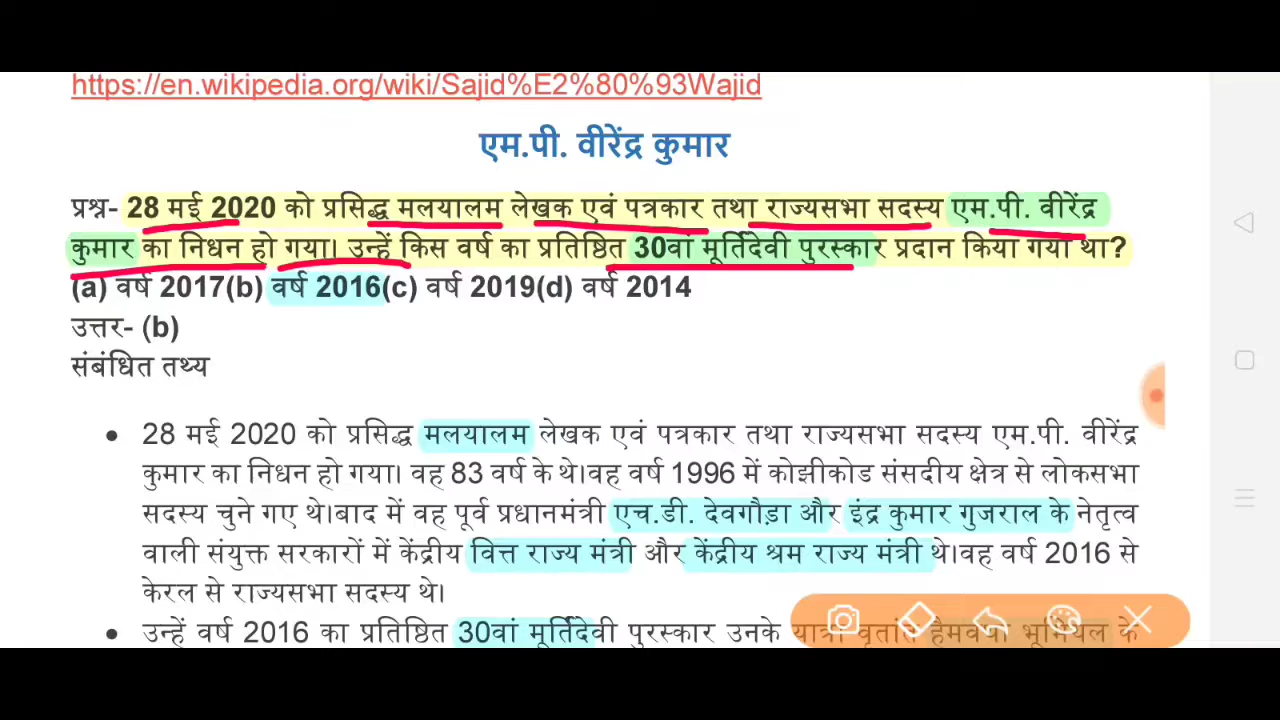 https://en.wikipedia.org/wiki/Sajid%E2%80%93Wajid
एम.पी. वीरेंद्र कुमार
प्रश्न- 28 मई 2020 को प्रसिद्ध मलयालम लेखक एवं पत्रकार तथा राज्यसभा सदस्य एम.पी. वीरेंद्र
कुमार का निधन हो गया। उन्हें किस वर्ष का प्रतिष्ठित 30वां मूर्तिदेवी पुरस्कार प्रदान किया गया था?
(a) वर्ष 2017(b) वर्ष 2016(c) वर्ष 2019(d) वर्ष 2014
उत्तर- (b)
संबंधित तथ्य
• 28 मई 2020 को प्रसिद्ध मलयालम लेखक एवं पत्रकार तथा राज्यसभा सदस्य एम.पी. वीरेंद्र
कुमार का निधन हो गया। वह 83 वर्ष के थे।वह वर्ष 1996 में कोझीकोड संसदीय क्षेत्र से लोकसभा
सदस्य चुने गए थे।बाद में वह पूर्व प्रधानमंत्री एच.डी. देवगौड़ा और इंद्र कुमार गुजराल के नेतृत्व
वाली संयुक्त सरकारों में केंद्रीय वित्त राज्य मंत्री और केंद्रीय श्रम राज्य मंत्री थे।वह वर्ष 2016 से
केरल से राज्यसभा सदस्य थे।
• उन्हें वर्ष 2016 का प्रतिष्ठित 30वां मूर्तिदेवी पुरस्कार उनके यात्रा वृतांत के